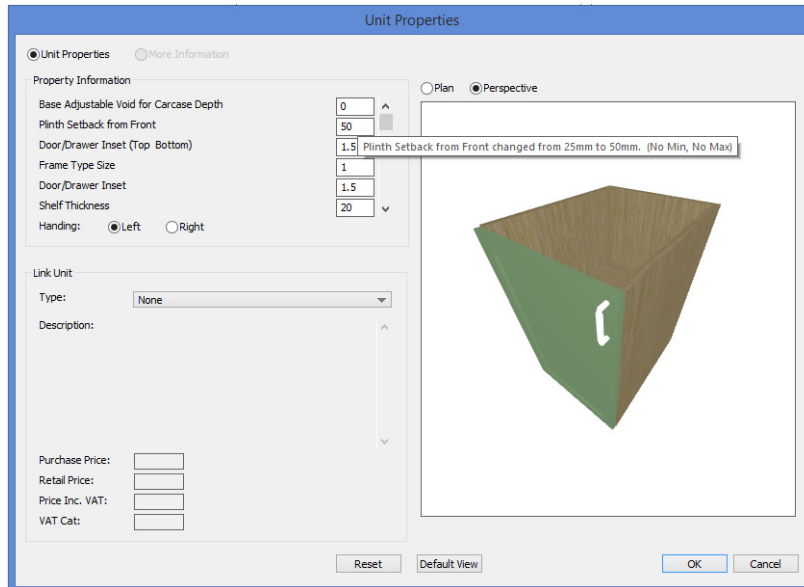 Unit Properties
Unit Properties
More Information
Property Information
Base Adjustable Void for Carcase Depth
0
Plinth Setback from Front
50
Door/Drawer Inset (Top Bottom)
1.5
Plinth Setback from Front changed from 25mm to 50mm. (No Min, No Max)
Frame Type Size
1
Door/Drawer Inset
1.5
Shelf Thickness
20
Handing:
Left
Right
Plan
Perspective
Link Unit
Type:
None
Description:
Purchase Price:
Retail Price:
Price Inc. VAT:
VAT Cat:
Reset
Default View
OK
Cancel